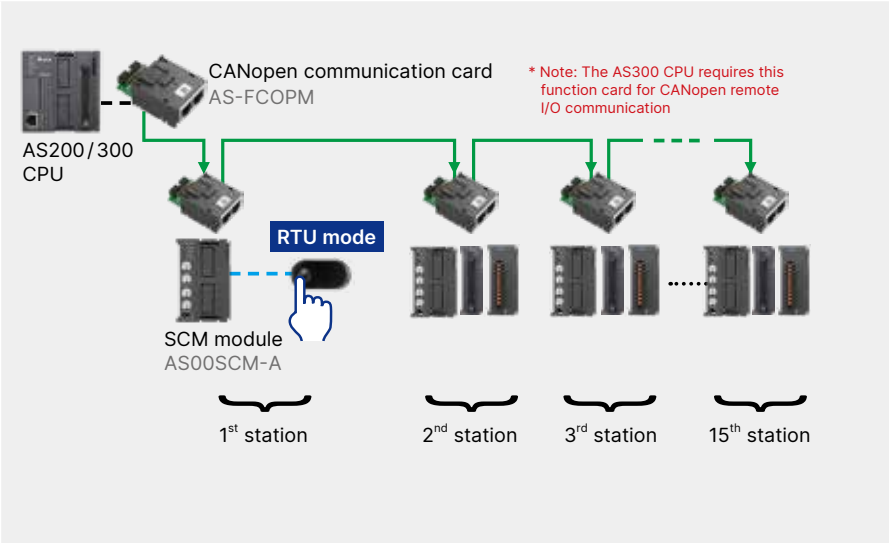 CANopen communication card
AS-FCOPM
* Note: The AS300 CPU requires this
function card for CANopen remote
I/O communication
AS200/300
CPU
RTU mode
SCM module
AS00SCM-A
1st station
2nd station
3rd station
15th station